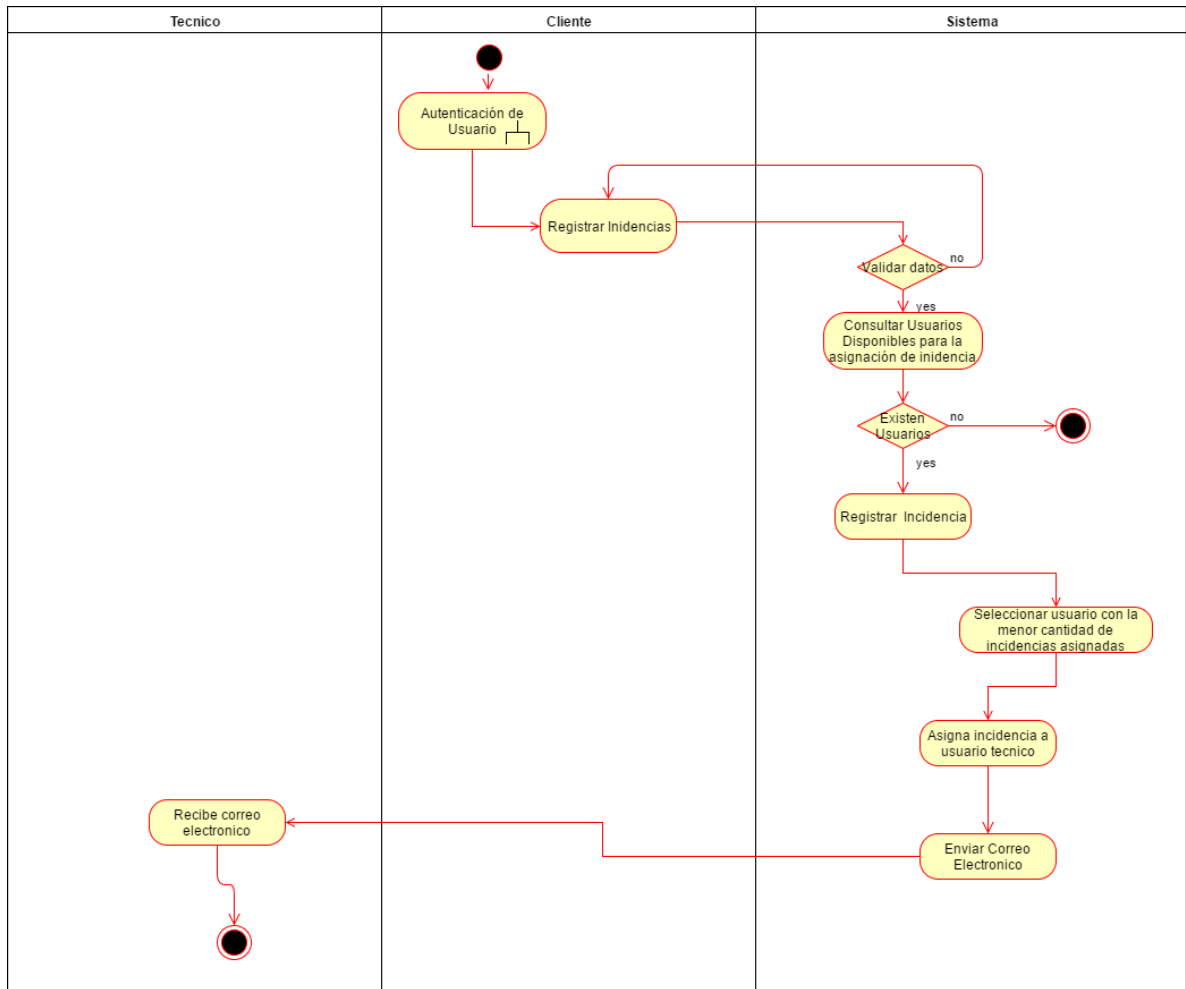 Tecnico
Cliente
Sistema
Autenticación de
Usuario
Registrar Inidencias
Validar datos
no
yes
Consultar Usuarios
Disponibles para la
asignación de inidencia
Existen
Usuarios
no
yes
Registrar Incidencia
Seleccionar usuario con la
menor cantidad de
incidencias asignadas
Asigna incidencia a
usuario tecnico
Recibe correo
electronico
Enviar Correo
Electronico